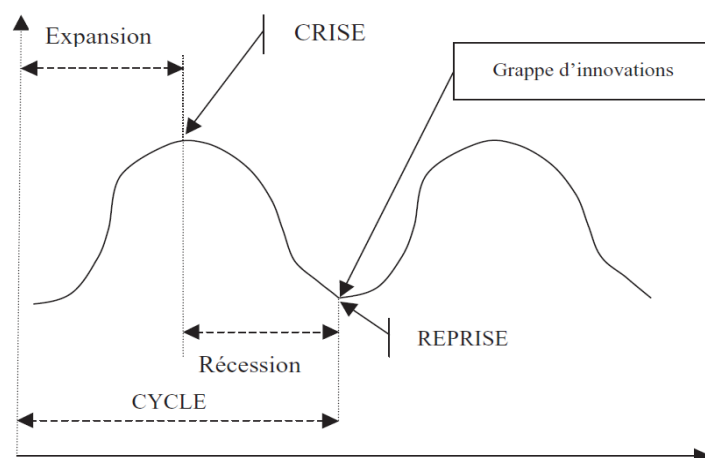 Expansion
CRISE
Grappe d'innovations
REPRISE
Récession
CYCLE